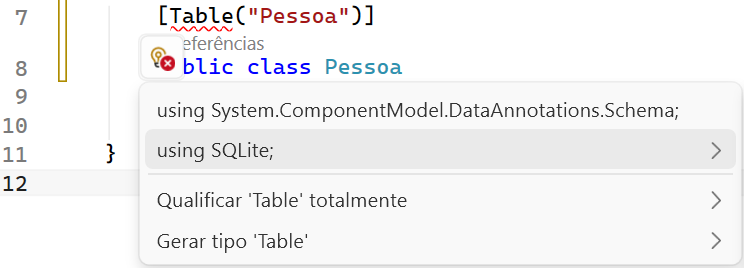 7 [Table("Pessoa")]
eferências
8 blic class Pessoa
9
using System.ComponentModel.DataAnnotations.Schema;
10
using SQLite;
11 }
12
Qualificar 'Table' totalmente
Gerar tipo 'Table'